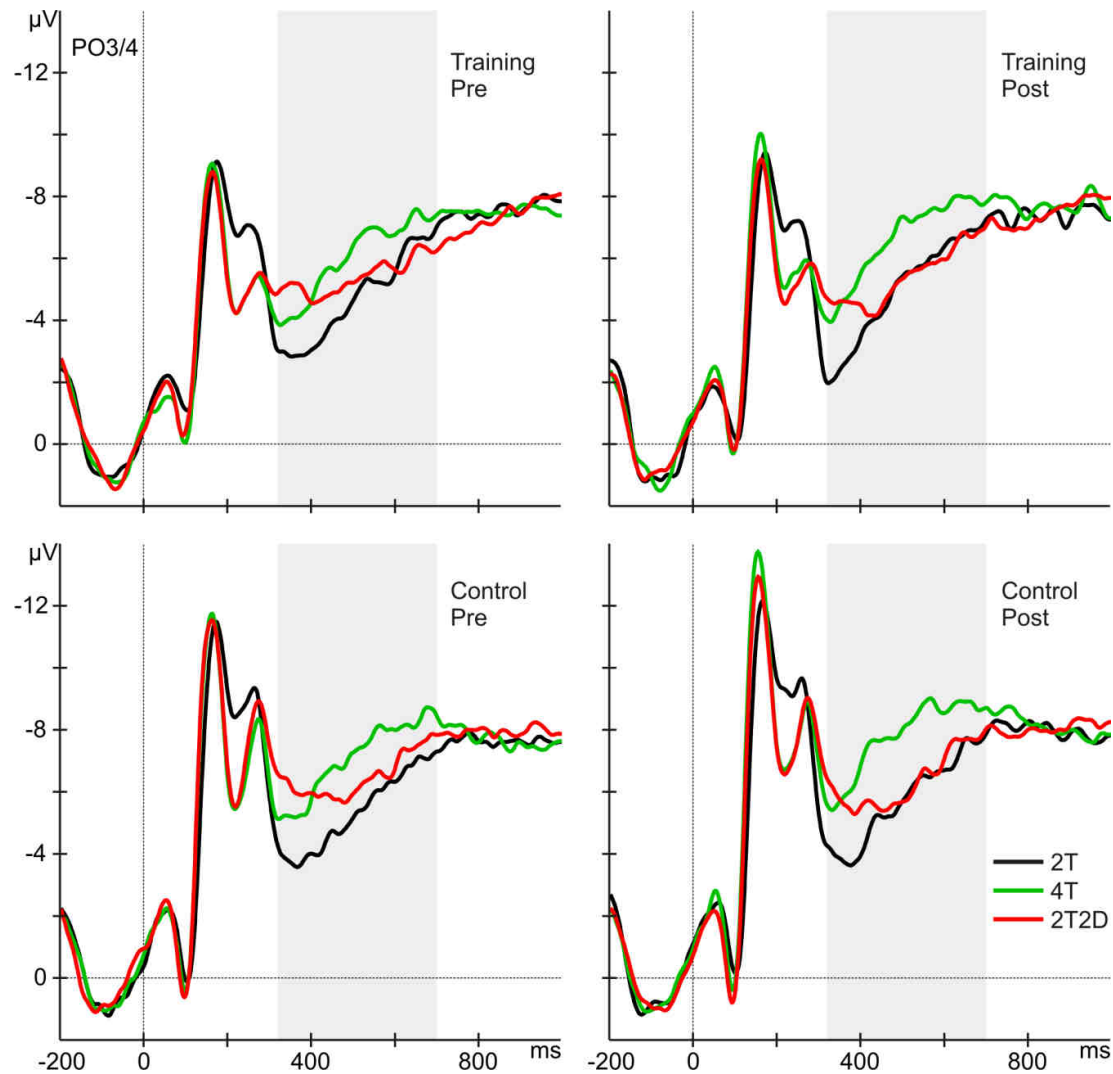 µV
PO3/4
-12
-8
-4
0
Training
Pre
Training
Post
µV
-12
-8
-4
0
Control
Pre
Control
Post
2T
4T
2T2D
-200
0
400
800
ms
-200
0
400
800
ms